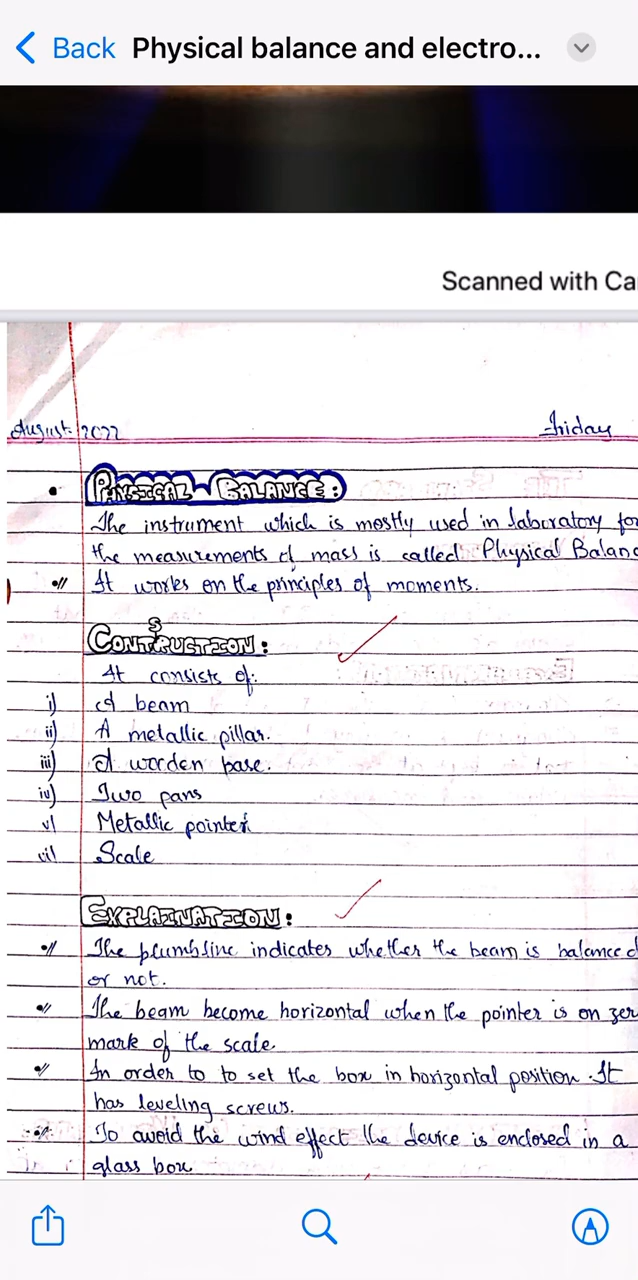 Back Physical balance and electro...
Scanned with Ca
August 2022 Friday
• PHYSICAL BALANCE:
The instrument which is mostly used in laboratory for
the measurements of mass is called Physical Balanc
It works on the principles of moments.
S
CONTRUCTION:
It consists of:
i) A beam
ii) A metallic pillar.
iii) A wooden base.
iv) Two pans
v) Metallic pointer
vi) Scale
EXPLAINATION:
The plumbline indicates whether the beam is balanced
or not.
The beam become horizontal when the pointer is on zer
mark of the scale.
In order to to set the box in horizontal position. It
has leveling screws.
To avoid the wind effect the device is enclosed in a
glass box